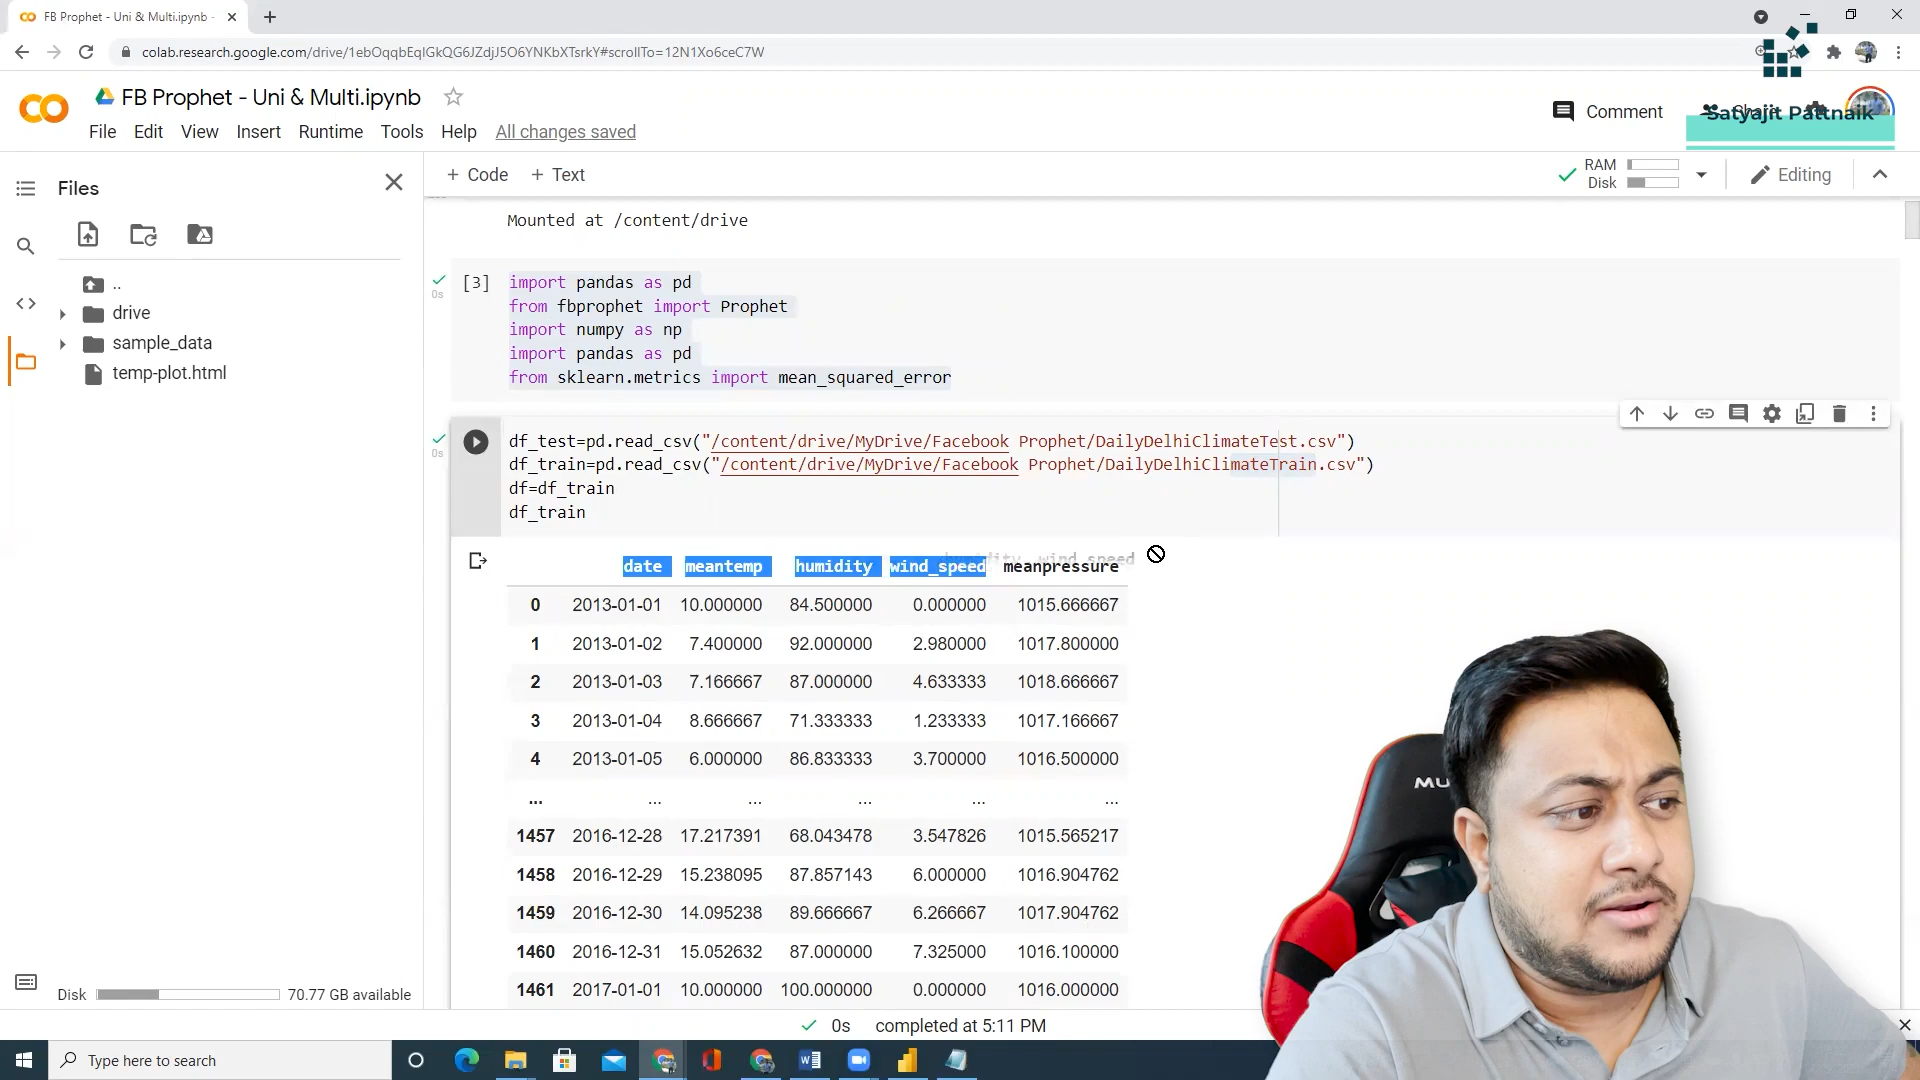 FB Prophet - Uni & Multi.ipynb -
colab.research.google.com/drive/1ebOqqbEqIGkQG6JZdjJ5O6YNKbXTsrkY#scrollTo=12N1Xo6ceC7W
FB Prophet - Uni & Multi.ipynb
Comment
Share
Satyajit Pattnaik
File Edit View Insert Runtime Tools Help All changes saved
Files
+ Code + Text
RAM
Disk
Editing
Mounted at /content/drive
..
drive
sample_data
temp-plot.html
0s
[3]
import pandas as pd
from fbprophet import Prophet
import numpy as np
import pandas as pd
from sklearn.metrics import mean_squared_error
0s
df_test=pd.read_csv("/content/drive/MyDrive/Facebook Prophet/DailyDelhiClimateTest.csv")
df_train=pd.read_csv("/content/drive/MyDrive/Facebook Prophet/DailyDelhiClimateTrain.csv")
df=df_train
df_train
humidity wind_speed
date meantemp humidity wind_speed meanpressure
0 2013-01-01 10.000000 84.500000 0.000000 1015.666667
1 2013-01-02 7.400000 92.000000 2.980000 1017.800000
2 2013-01-03 7.166667 87.000000 4.633333 1018.666667
3 2013-01-04 8.666667 71.333333 1.233333 1017.166667
4 2013-01-05 6.000000 86.833333 3.700000 1016.500000
... ... ... ... ... ...
1457 2016-12-28 17.217391 68.043478 3.547826 1015.565217
1458 2016-12-29 15.238095 87.857143 6.000000 1016.904762
1459 2016-12-30 14.095238 89.666667 6.266667 1017.904762
1460 2016-12-31 15.052632 87.000000 7.325000 1016.100000
1461 2017-01-01 10.000000 100.000000 0.000000 1016.000000
MU
Disk 70.77 GB available
0s completed at 5:11 PM
Type here to search